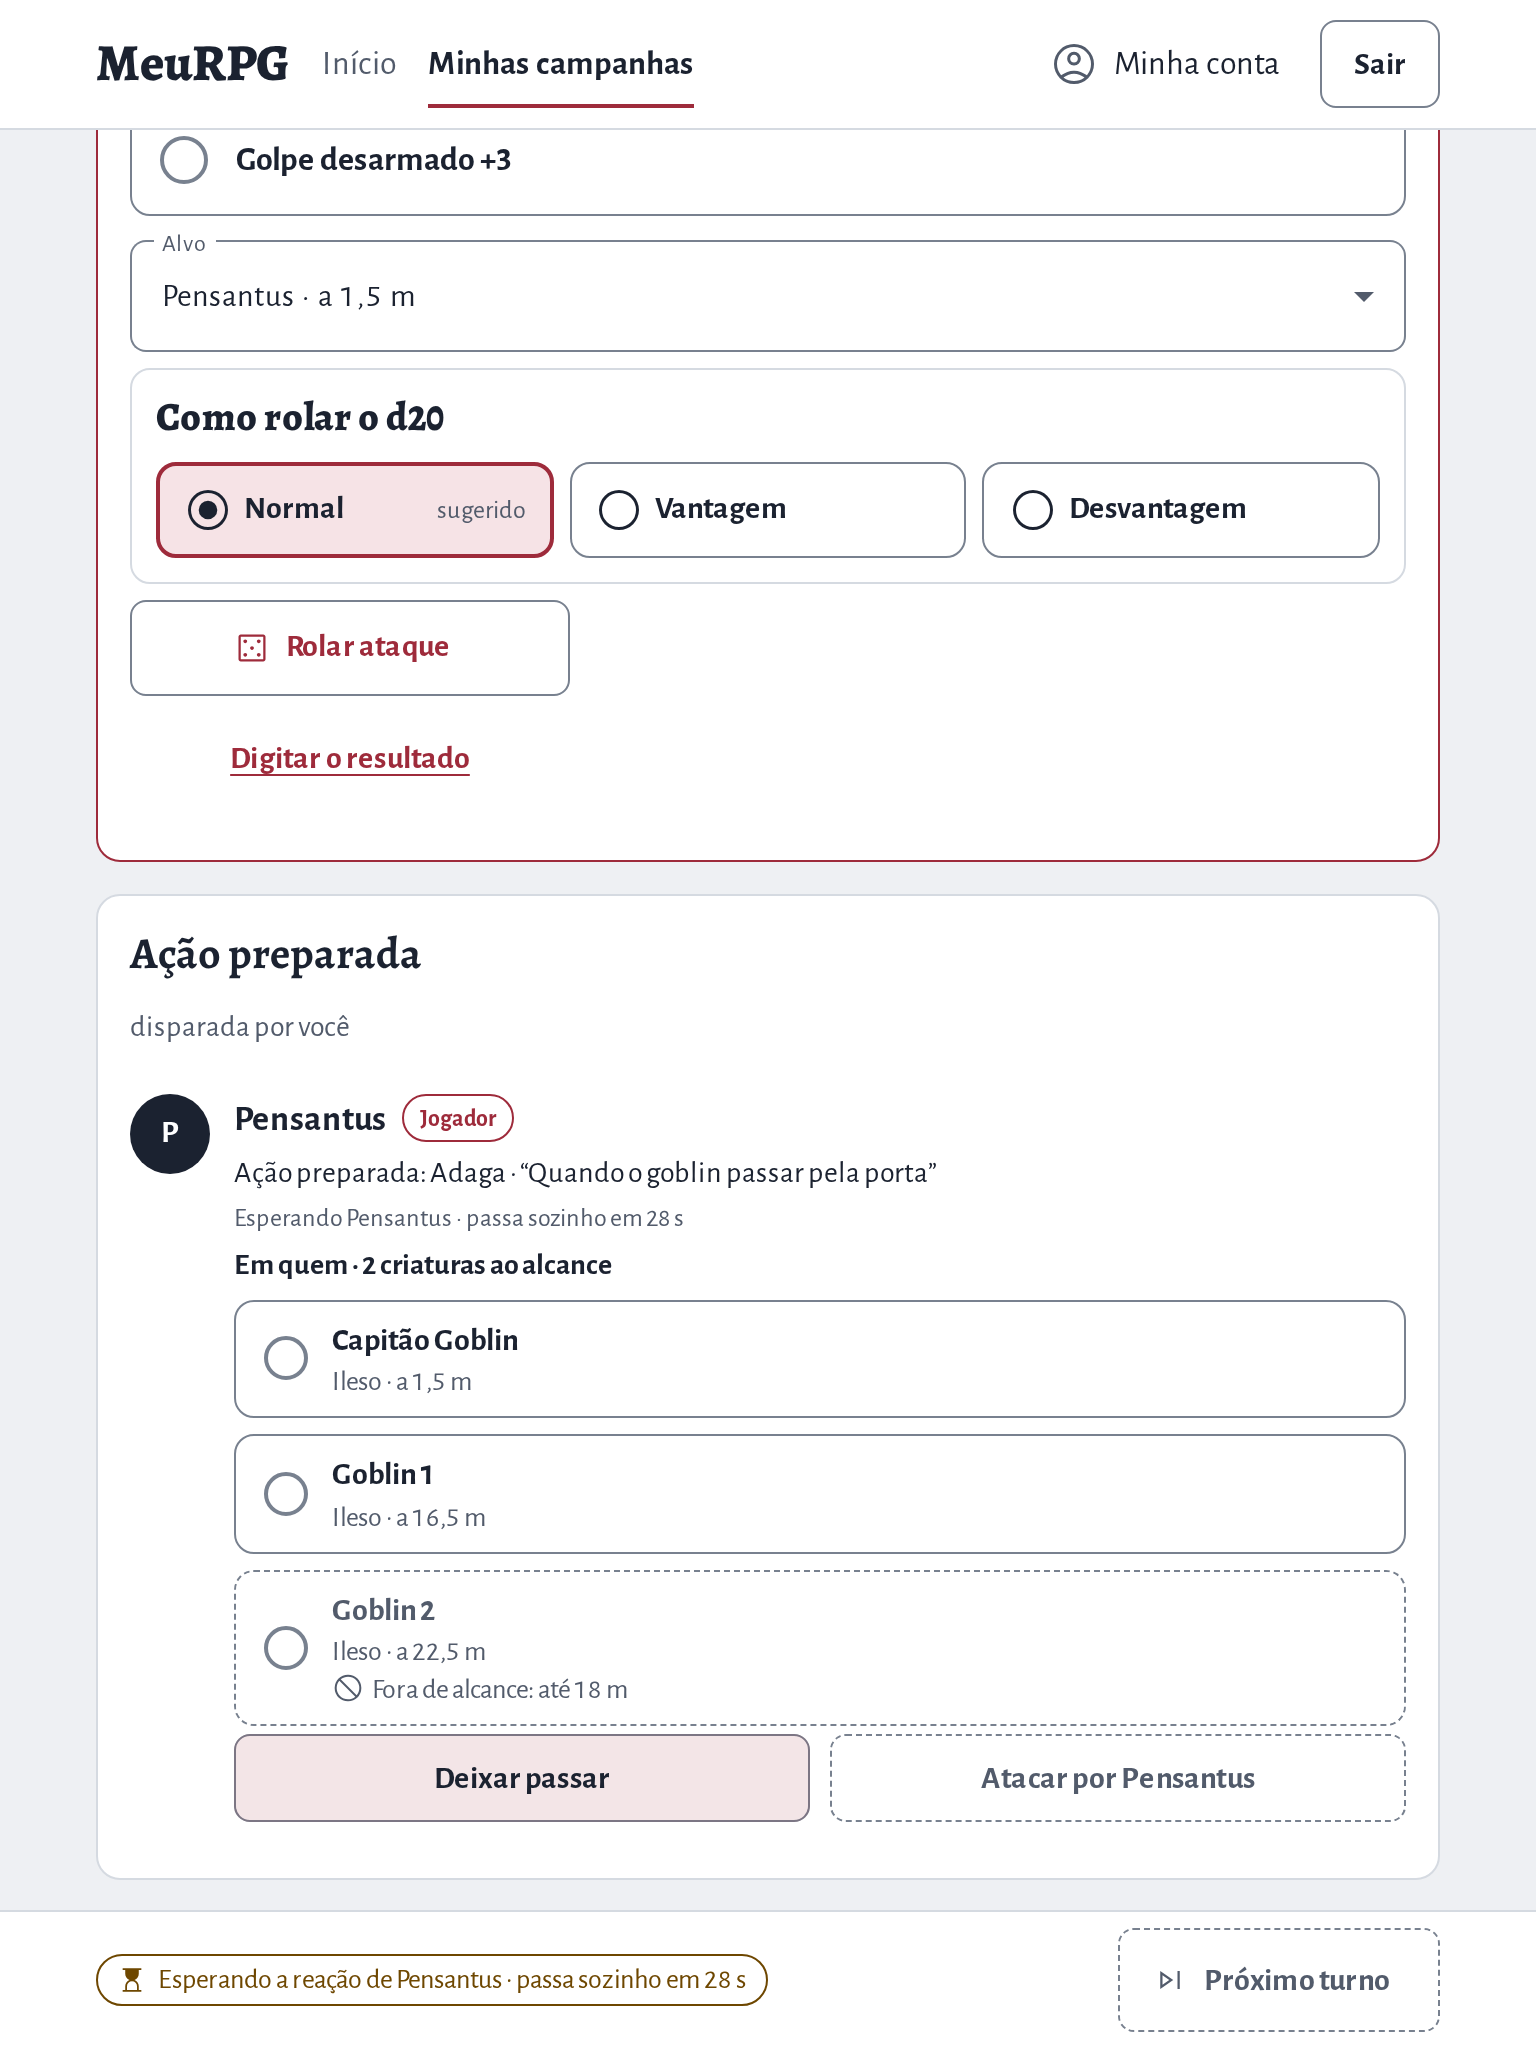 MeuRPG Início Minhas campanhas Minha conta Sair
Golpe desarmado +3
Alvo
Pensantus · a 1,5 m
Como rolar o d20
Normal sugerido Vantagem Desvantagem
Rolar ataque
Digitar o resultado
Ação preparada
disparada por você
P Pensantus Jogador
Ação preparada: Adaga · “Quando o goblin passar pela porta”
Esperando Pensantus · passa sozinho em 28 s
Em quem · 2 criaturas ao alcance
Capitão Goblin
Ileso · a 1,5 m
Goblin 1
Ileso · a 16,5 m
Goblin 2
Ileso · a 22,5 m
Fora de alcance: até 18 m
Deixar passar Atacar por Pensantus
Esperando a reação de Pensantus · passa sozinho em 28 s Próximo turno